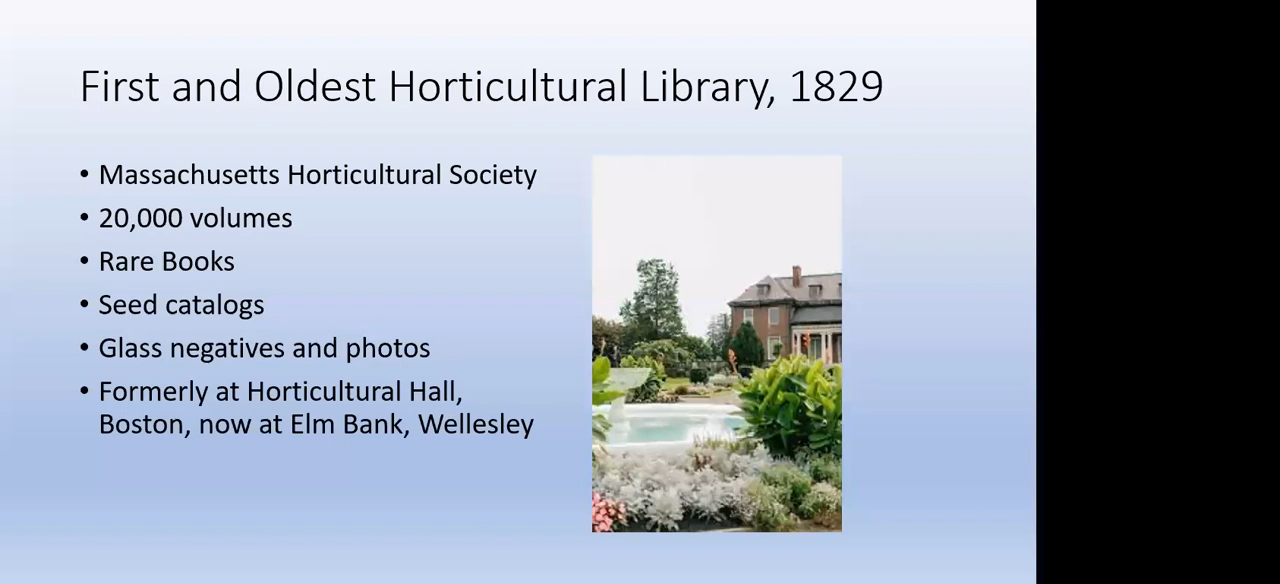 First and Oldest Horticultural Library, 1829
• Massachusetts Horticultural Society
• 20,000 volumes
• Rare Books
• Seed catalogs
• Glass negatives and photos
• Formerly at Horticultural Hall,
Boston, now at Elm Bank, Wellesley